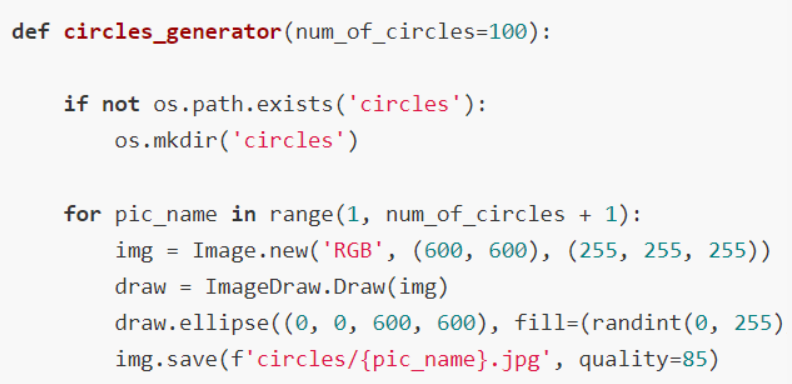 def circles_generator(num_of_circles=100):
if not os.path.exists('circles'):
os.mkdir('circles')
for pic_name in range(1, num_of_circles + 1):
img = Image.new('RGB', (600, 600), (255, 255, 255))
draw = ImageDraw.Draw(img)
draw.ellipse((0, 0, 600, 600), fill=(randint(0, 255)
img.save(f'circles/{pic_name}.jpg', quality=85)